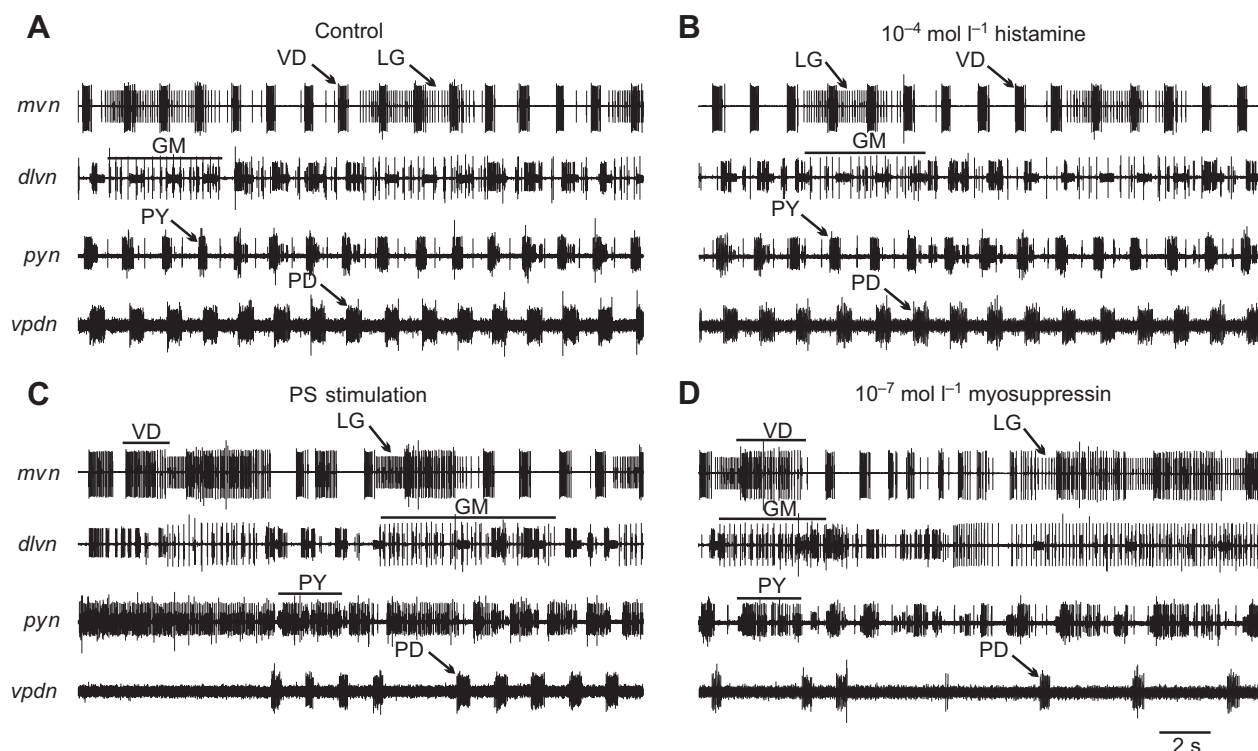 A
Control
VD
LG
mvn
GM
dlvn
PY
pyn
PD
vpdn
B
10⁻⁴ mol l⁻¹ histamine
LG
VD
GM
PY
PD
C
PS stimulation
VD
LG
mvn
GM
dlvn
PY
pyn
PD
vpdn
D
10⁻⁷ mol l⁻¹ myosuppressin
VD
LG
GM
PY
PD
2 s